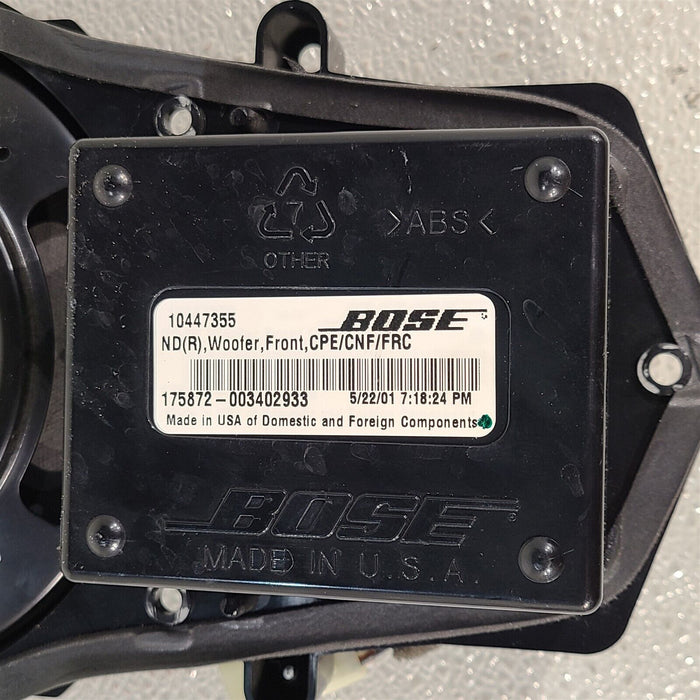 7
OTHER
>ABS<
10447355
BOSE®
ND(R),Woofer,Front,CPE/CNF/FRC
175872-003402933
5/22/01 7:18:24 PM
Made in USA of Domestic and Foreign Components
BOSE®
MADE IN U.S.A.